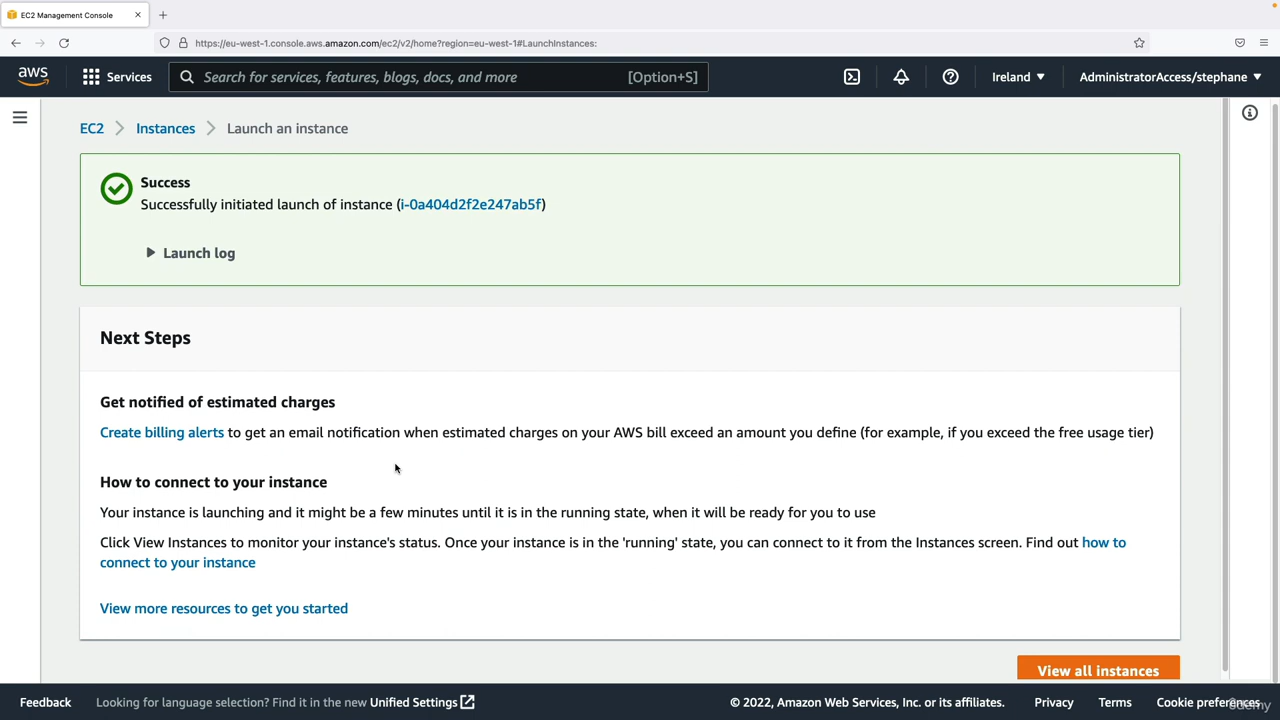 EC2 Management Console
https://eu-west-1.console.aws.amazon.com/ec2/v2/home?region=eu-west-1#LaunchInstances:
aws
Services
Search for services, features, blogs, docs, and more
[Option+S]
Ireland
AdministratorAccess/stephane
EC2
Instances
Launch an instance
Success
Successfully initiated launch of instance (i-0a404d2f2e247ab5f)
Launch log
Next Steps
Get notified of estimated charges
Create billing alerts to get an email notification when estimated charges on your AWS bill exceed an amount you define (for example, if you exceed the free usage tier)
How to connect to your instance
Your instance is launching and it might be a few minutes until it is in the running state, when it will be ready for you to use
Click View Instances to monitor your instance's status. Once your instance is in the 'running' state, you can connect to it from the Instances screen. Find out how to
connect to your instance
View more resources to get you started
View all instances
Feedback
Looking for language selection? Find it in the new Unified Settings
© 2022, Amazon Web Services, Inc. or its affiliates.
Privacy
Terms
Cookie preferences
Udemy